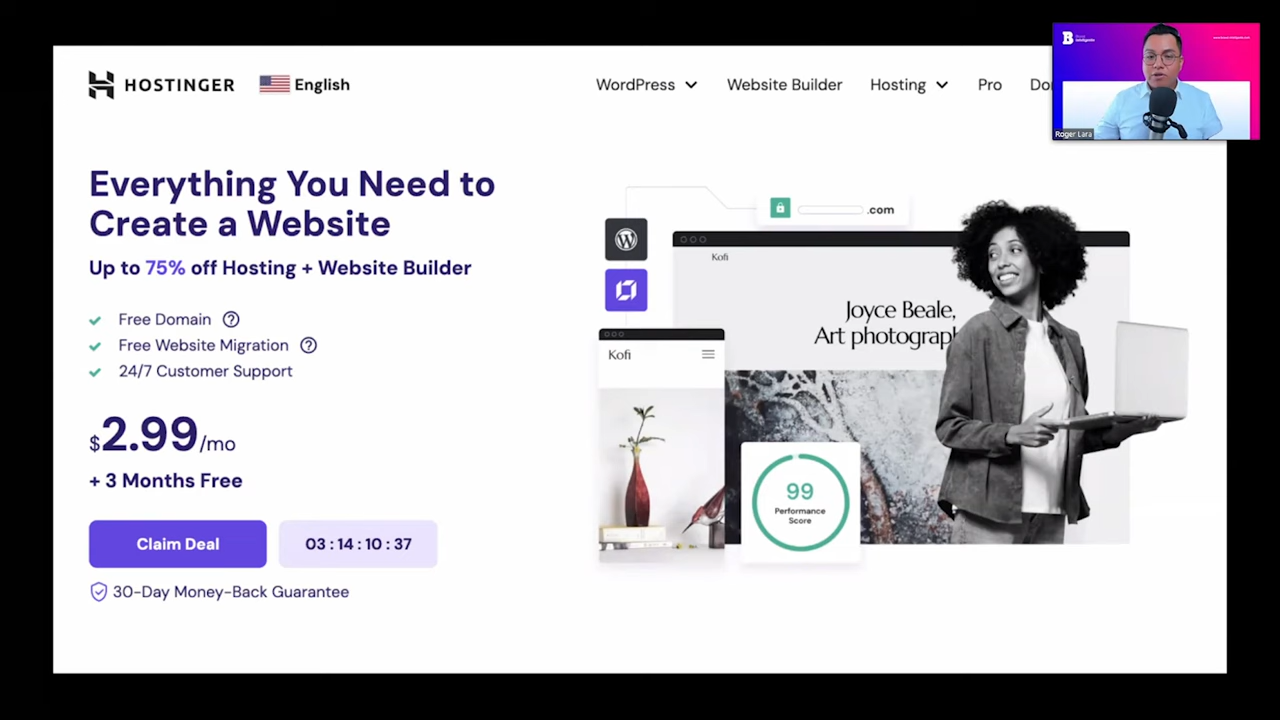 HOSTINGER
English
WordPress
Website Builder
Hosting
Pro
Roger Lara
Everything You Need to
Create a Website
Up to 75% off Hosting + Website Builder
Free Domain
Free Website Migration
24/7 Customer Support
$2.99/mo
+ 3 Months Free
Claim Deal
03 : 14 : 10 : 37
30-Day Money-Back Guarantee
.com
Kofi
Joyce Beale,
Art photograph
Kofi
99
Performance
Score